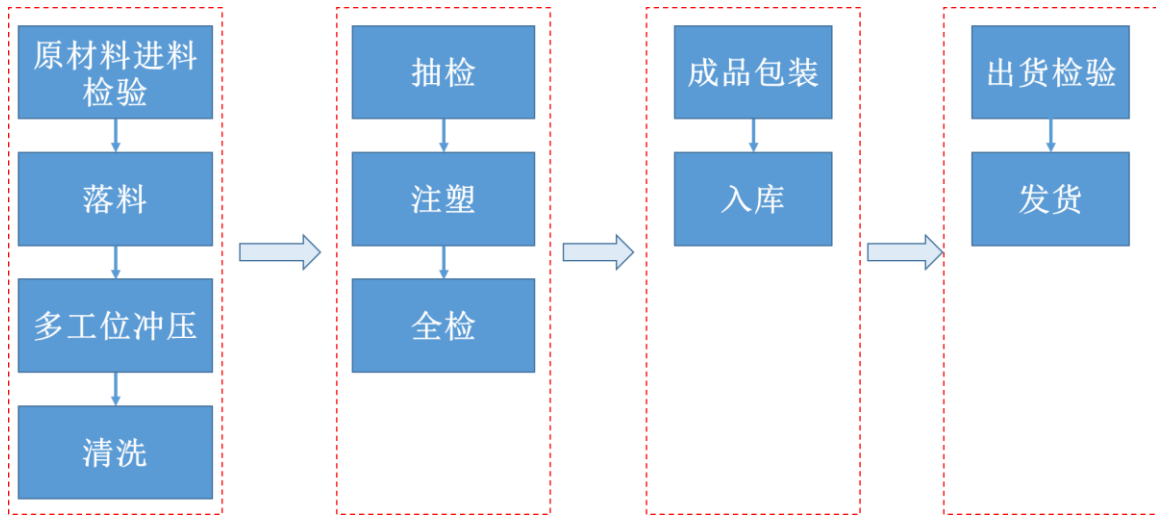 原材料进料
检验
落料
多工位冲压
清洗
抽检
注塑
全检
成品包装
入库
出货检验
发货